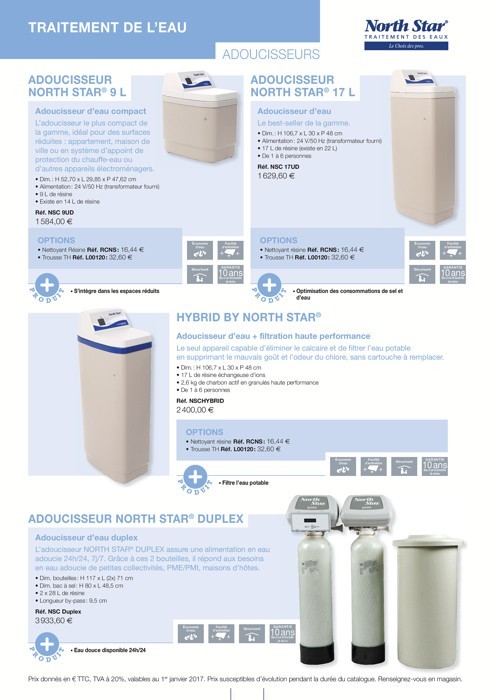 TRAITEMENT DE L'EAU
North Star®
TRAITEMENT DES EAUX
Le Choix des pros.
ADOUCISSEURS
ADOUCISSEUR
NORTH STAR® 9 L
Adoucisseur d'eau compact
L'adoucisseur le plus compact de
la gamme, idéal pour des surfaces
réduites : appartement, maison de
ville ou en système d'appoint de
protection du chauffe-eau ou
d'autres appareils électroménagers.
• Dim. : H 52,70 x L 29,85 x P 47,62 cm
• Alimentation : 24 V/50 Hz (transformateur fourni)
• 9 L de résine
• Existe en 14 L de résine
Réf. NSC 9UD
1 584,00 €
OPTIONS
• Nettoyant Résine Réf. RCNS : 16,44 €
• Trousse TH Réf. L00120 : 32,60 €
GARANTIE
10 ans
PRODUIT
• S'intègre dans les espaces réduits
ADOUCISSEUR
NORTH STAR® 17 L
Adoucisseur d'eau
Le best-seller de la gamme.
• Dim. : H 106,7 x L 30 x P 48 cm
• Alimentation : 24 V/50 Hz (transformateur fourni)
• 17 L de résine (existe en 22 L)
• De 1 à 6 personnes
Réf. NSC 17UD
1 629,60 €
OPTIONS
• Nettoyant résine Réf. RCNS : 16,44 €
• Trousse TH Réf. L00120 : 32,60 €
GARANTIE
10 ans
PRODUIT
• Optimisation des consommations de sel et
d'eau
HYBRID BY NORTH STAR®
Adoucisseur d'eau + filtration haute performance
Le seul appareil capable d'éliminer le calcaire et de filtrer l'eau potable
en supprimant le mauvais goût et l'odeur du chlore, sans cartouche à remplacer.
• Dim. : H 106,7 x L 30 x P 48 cm
• 17 L de résine échangeuse d'ions
• 2,6 kg de charbon actif en granulés haute performance
• De 1 à 6 personnes
Réf. NSCHYBRID
2 400,00 €
OPTIONS
• Nettoyant résine Réf. RCNS : 16,44 €
• Trousse TH Réf. L00120 : 32,60 €
GARANTIE
10 ans
PRODUIT
• Filtre l'eau potable
ADOUCISSEUR NORTH STAR® DUPLEX
Adoucisseur d'eau duplex
L'adoucisseur NORTH STAR® DUPLEX assure une alimentation en eau
adoucie 24h/24, 7j/7. Grâce à ces 2 bouteilles, il répond aux besoins
en eau adoucie de petites collectivités, PME/PMI, maisons d'hôtes.
• Dim. bouteilles : H 117 x L (2x) 71 cm
• Dim. bac à sel : H 80 x L 48,5 cm
• 2 x 28 L de résine
• Longueur by-pass : 9,5 cm
Réf. NSC Duplex
3 933,60 €
GARANTIE
10 ans
PRODUIT
• Eau douce disponible 24h/24
North Star
North Star
Prix donnés en € TTC, TVA à 20%, valables au 1er janvier 2017. Prix susceptibles d'évolution pendant la durée du catalogue. Renseignez-vous en magasin.